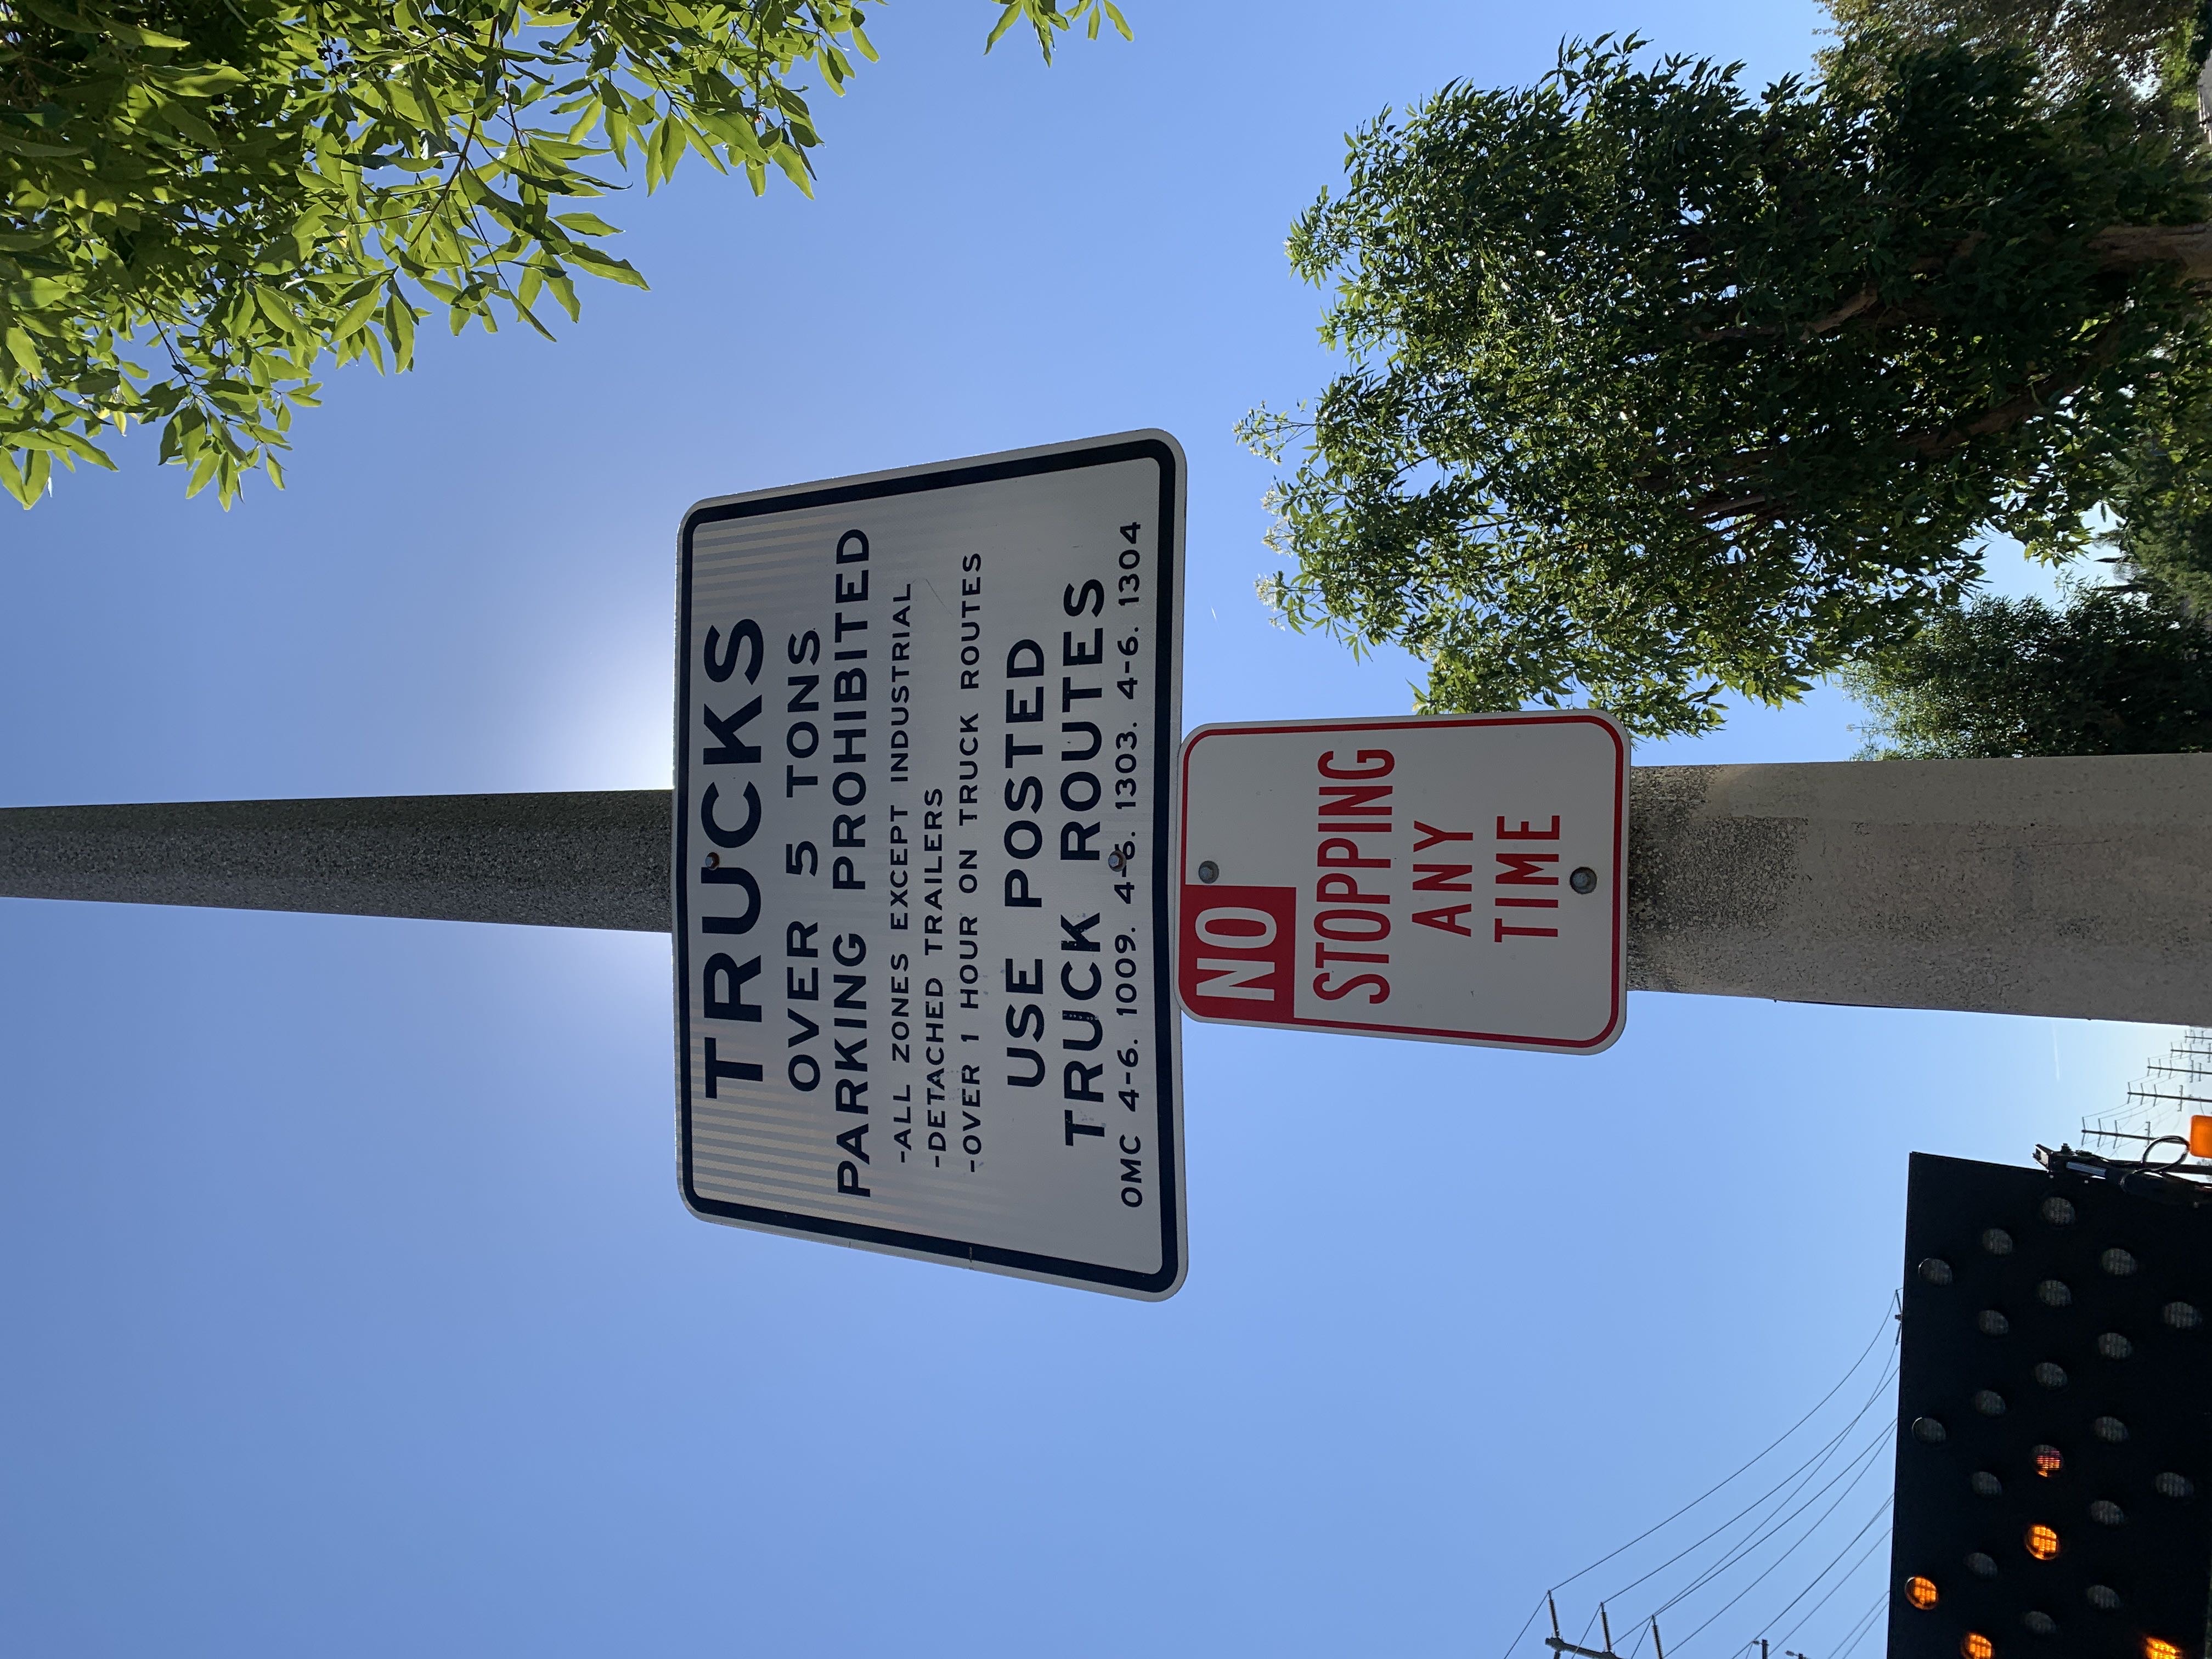 TRUCKS
OVER 5 TONS
PARKING PROHIBITED
-ALL ZONES EXCEPT INDUSTRIAL
-DETACHED TRAILERS
-OVER 1 HOUR ON TRUCK ROUTES
USE POSTED
TRUCK ROUTES
OMC 4-6. 1009. 4-6. 1303. 4-6. 1304
NO
STOPPING
ANY
TIME